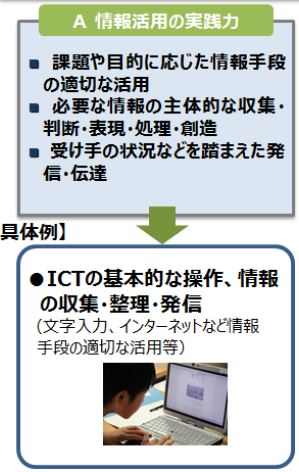 A 情報活用の実践力
■ 課題や目的に応じた情報手段
の適切な活用
■ 必要な情報の主体的な収集・
判断・表現・処理・創造
■ 受け手の状況などを踏まえた発
信・伝達
具体例】
●ICTの基本的な操作、情報
の収集・整理・発信
（文字入力、インターネットなど情報
手段の適切な活用等）